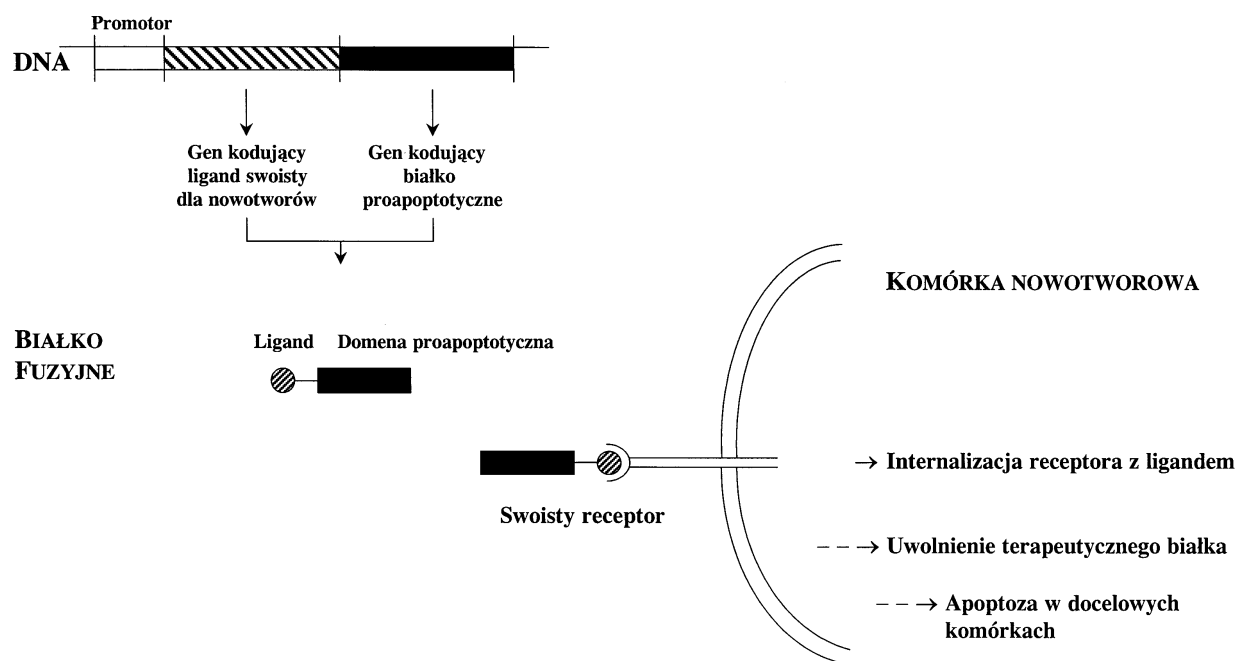 Promotor
DNA
Gen kodujący
ligand swoisty
dla nowotworów
Gen kodujący
białko
proapoptotyczne
KOMÓRKA NOWOTWOROWA
BIAŁKO
FUZYJNE
Ligand
Domena proapoptotyczna
Swoisty receptor
→ Internalizacja receptora z ligandem
– – → Uwolnienie terapeutycznego białka
– – → Apoptoza w docelowych
komórkach